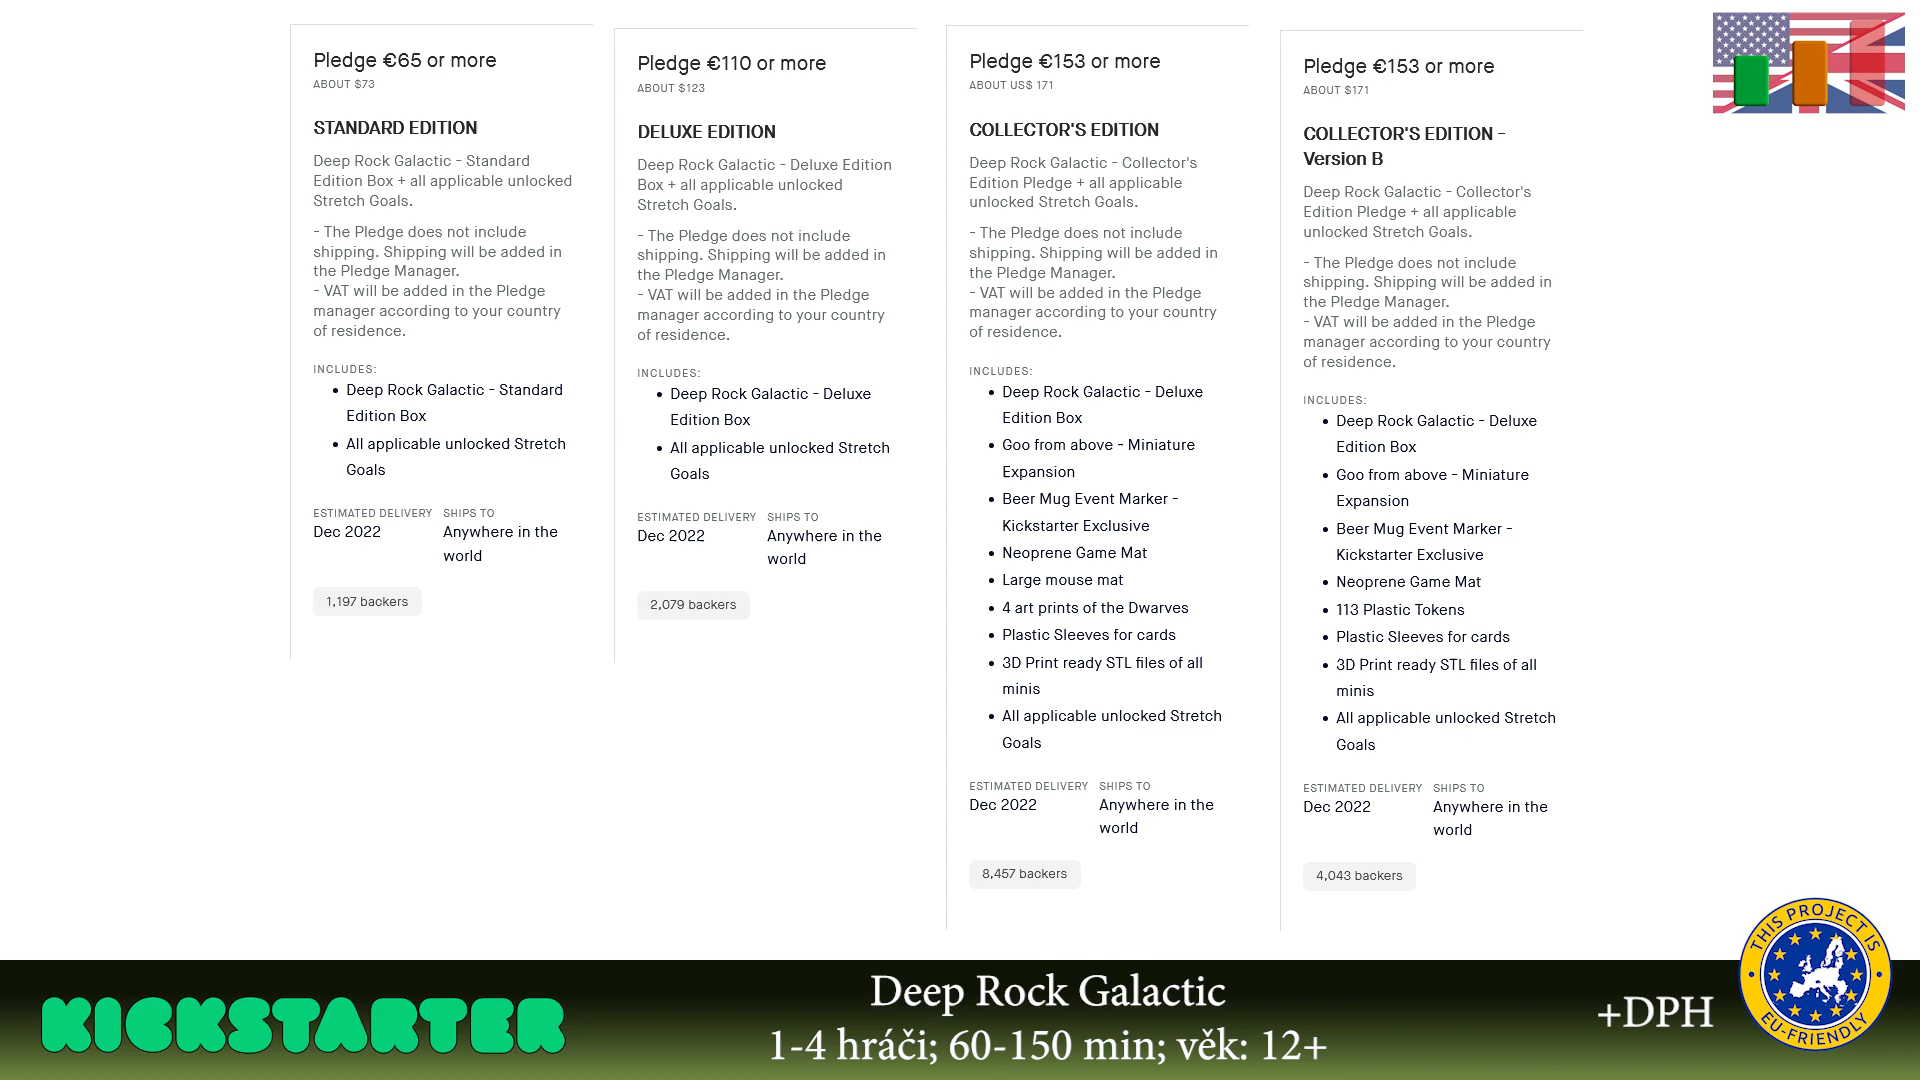 Pledge €65 or more
ABOUT $73
STANDARD EDITION
Deep Rock Galactic - Standard
Edition Box + all applicable unlocked
Stretch Goals.
- The Pledge does not include
shipping. Shipping will be added in
the Pledge Manager.
- VAT will be added in the Pledge
manager according to your country
of residence.
INCLUDES:
• Deep Rock Galactic - Standard
Edition Box
• All applicable unlocked Stretch
Goals
ESTIMATED DELIVERY SHIPS TO
Dec 2022 Anywhere in the
world
1,197 backers
Pledge €110 or more
ABOUT $123
DELUXE EDITION
Deep Rock Galactic - Deluxe Edition
Box + all applicable unlocked
Stretch Goals.
- The Pledge does not include
shipping. Shipping will be added in
the Pledge Manager.
- VAT will be added in the Pledge
manager according to your country
of residence.
INCLUDES:
• Deep Rock Galactic - Deluxe
Edition Box
• All applicable unlocked Stretch
Goals
ESTIMATED DELIVERY SHIPS TO
Dec 2022 Anywhere in the
world
2,079 backers
Pledge €153 or more
ABOUT US$ 171
COLLECTOR'S EDITION
Deep Rock Galactic - Collector's
Edition Pledge + all applicable
unlocked Stretch Goals.
- The Pledge does not include
shipping. Shipping will be added in
the Pledge Manager.
- VAT will be added in the Pledge
manager according to your country
of residence.
INCLUDES:
• Deep Rock Galactic - Deluxe
Edition Box
• Goo from above - Miniature
Expansion
• Beer Mug Event Marker -
Kickstarter Exclusive
• Neoprene Game Mat
• Large mouse mat
• 4 art prints of the Dwarves
• Plastic Sleeves for cards
• 3D Print ready STL files of all
minis
• All applicable unlocked Stretch
Goals
ESTIMATED DELIVERY SHIPS TO
Dec 2022 Anywhere in the
world
8,457 backers
Pledge €153 or more
ABOUT $171
COLLECTOR'S EDITION -
Version B
Deep Rock Galactic - Collector's
Edition Pledge + all applicable
unlocked Stretch Goals.
- The Pledge does not include
shipping. Shipping will be added in
the Pledge Manager.
- VAT will be added in the Pledge
manager according to your country
of residence.
INCLUDES:
• Deep Rock Galactic - Deluxe
Edition Box
• Goo from above - Miniature
Expansion
• Beer Mug Event Marker -
Kickstarter Exclusive
• Neoprene Game Mat
• 113 Plastic Tokens
• Plastic Sleeves for cards
• 3D Print ready STL files of all
minis
• All applicable unlocked Stretch
Goals
ESTIMATED DELIVERY SHIPS TO
Dec 2022 Anywhere in the
world
4,043 backers
KICKSTARTER
Deep Rock Galactic
1-4 hráči; 60-150 min; věk: 12+
+DPH
THIS PROJECT IS
EU-FRIENDLY